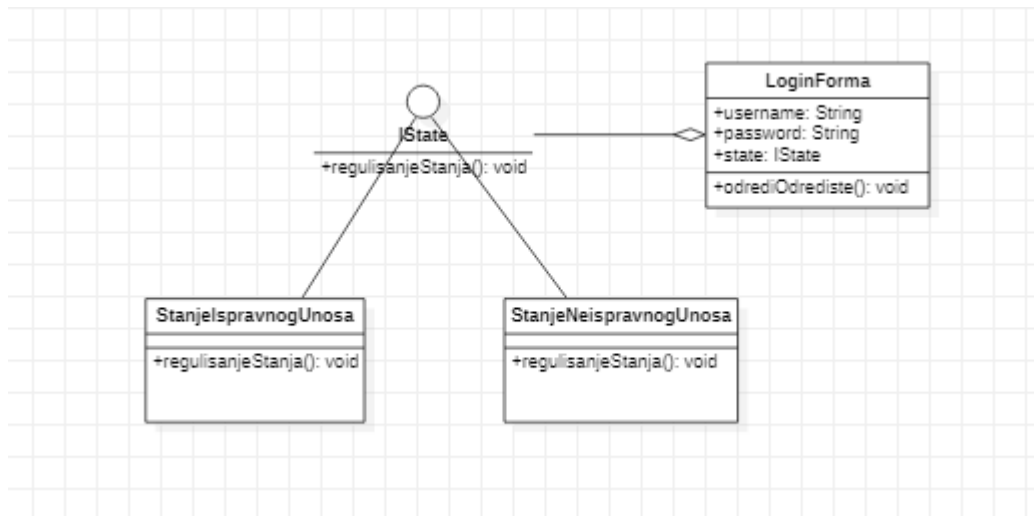 LoginForma
+username: String
+password: String
+state: IState
+odrediOdrediste(): void
IState
+regulisanjeStanja(): void
StanjeIspravnogUnosa
+regulisanjeStanja(): void
StanjeNeispravnogUnosa
+regulisanjeStanja(): void